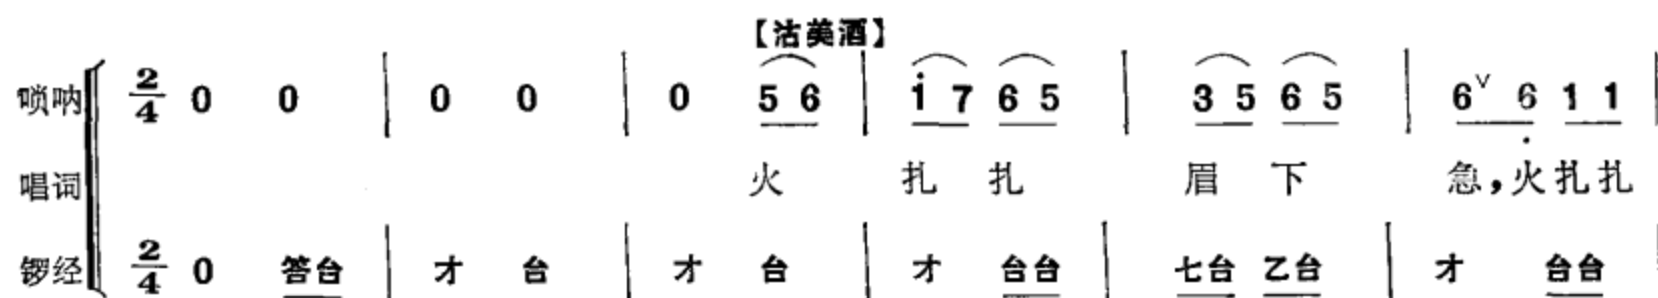 【沽美酒】
唢呐 2/4 0 0 | 0 0 | 0 5 6 | i 7 6 5 | 3 5 6 5 | 6 ˅ 6 1 1 |
唱词 火 扎 扎 眉 下 急，火 扎 扎
锣经 2/4 0 答台 | 才 台 | 才 台 | 才 台台 | 七台 乙台 | 才 台台